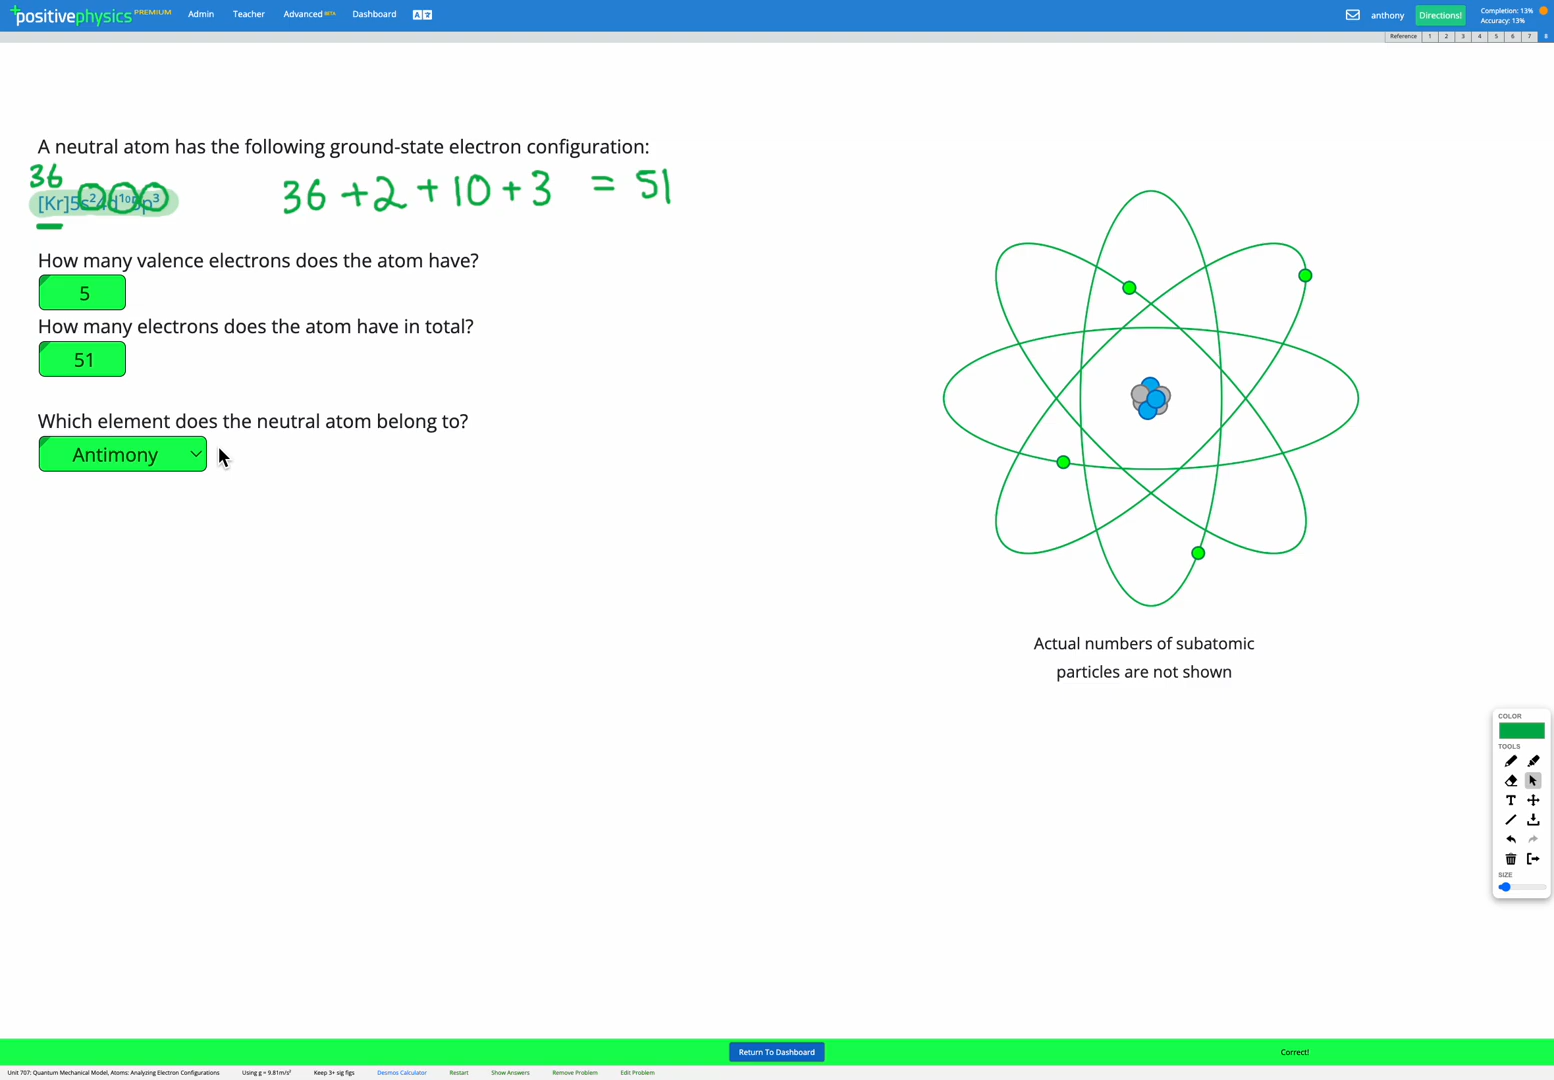 positivephysics PREMIUM Admin Teacher Advanced BETA Dashboard anthony Directions! Completion: 13%
Accuracy: 13%
Reference 1 2 3 4 5 6 7 8
A neutral atom has the following ground-state electron configuration:
36
[Kr]5s²4d¹⁰5p³ 36 + 2 + 10 + 3 = 51
How many valence electrons does the atom have?
5
How many electrons does the atom have in total?
51
Which element does the neutral atom belong to?
Antimony
Actual numbers of subatomic
particles are not shown
COLOR
TOOLS
T
SIZE
Return To Dashboard Correct!
Unit 707: Quantum Mechanical Model, Atoms: Analyzing Electron Configurations Using g = 9.81m/s² Keep 3+ sig figs Desmos Calculator Restart Show Answers Remove Problem Edit Problem